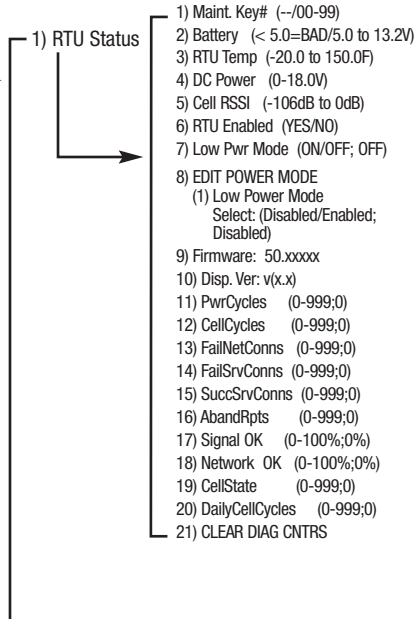 1) RTU Status
1) Maint. Key# (--/00-99)
2) Battery (< 5.0=BAD/5.0 to 13.2V)
3) RTU Temp (-20.0 to 150.0F)
4) DC Power (0-18.0V)
5) Cell RSSI (-106dB to 0dB)
6) RTU Enabled (YES/NO)
7) Low Pwr Mode (ON/OFF; OFF)
8) EDIT POWER MODE
(1) Low Power Mode
Select: (Disabled/Enabled;
Disabled)
9) Firmware: 50.xxxxx
10) Disp. Ver: v(x.x)
11) PwrCycles (0-999;0)
12) CellCycles (0-999;0)
13) FailNetConns (0-999;0)
14) FailSrvConns (0-999;0)
15) SuccSrvConns (0-999;0)
16) AbandRpts (0-999;0)
17) Signal OK (0-100%;0%)
18) Network OK (0-100%;0%)
19) CellState (0-999;0)
20) DailyCellCycles (0-999;0)
21) CLEAR DIAG CNTRS